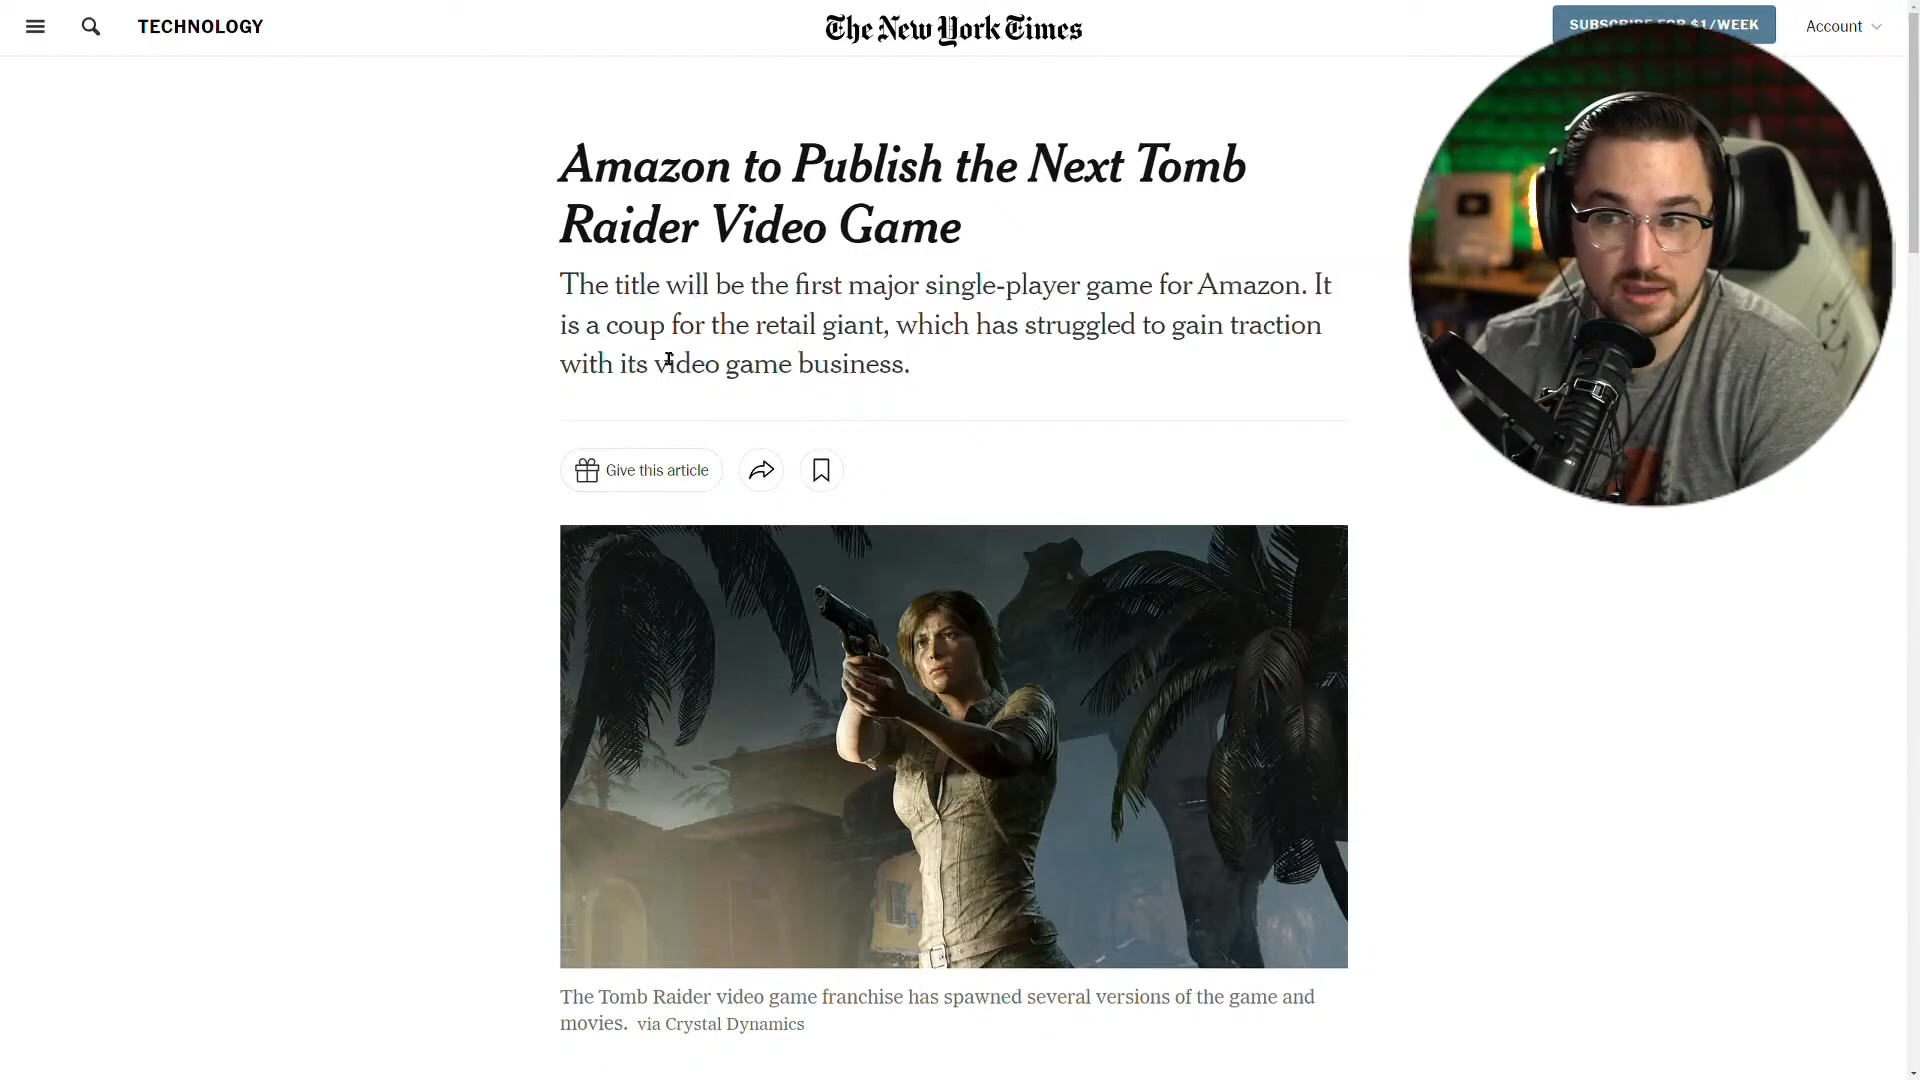 TECHNOLOGY
The New York Times
SUBSCRIBE FOR $1/WEEK
Account
Amazon to Publish the Next Tomb
Raider Video Game
The title will be the first major single-player game for Amazon. It
is a coup for the retail giant, which has struggled to gain traction
with its video game business.
Give this article
The Tomb Raider video game franchise has spawned several versions of the game and
movies. via Crystal Dynamics